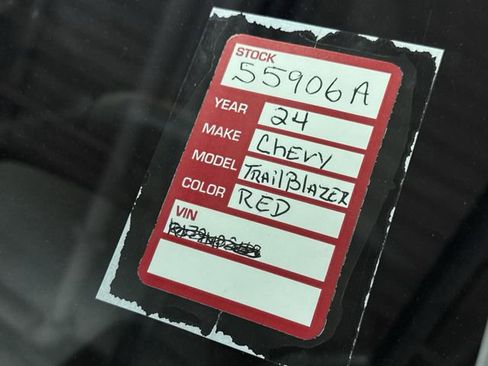 STOCK
55906A
YEAR 24
MAKE Chevy
MODEL TRAILBLAZER
COLOR RED
VIN